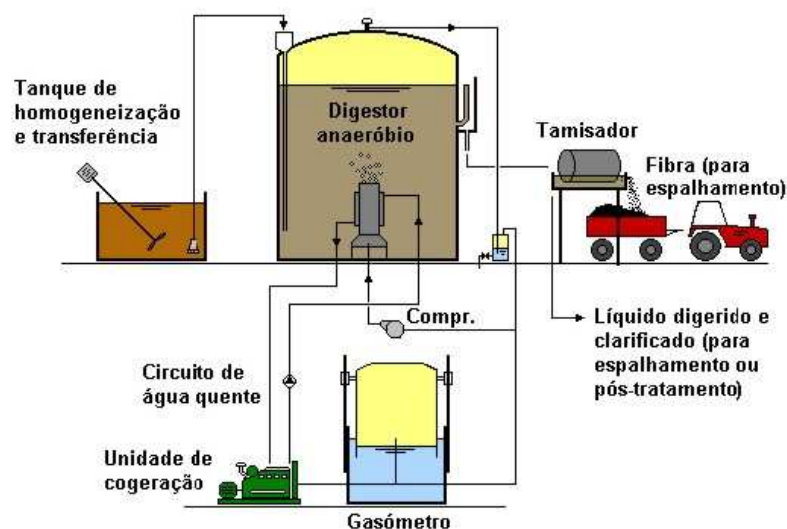 Tanque de
homogeneização
e transferência
Digestor
anaeróbio
Tamisador
Fibra (para
espalhamento)
Compr.
Líquido digerido e
clarificado (para
espalhamento ou
pós-tratamento)
Circuito de
água quente
Unidade de
cogeração
Gasómetro